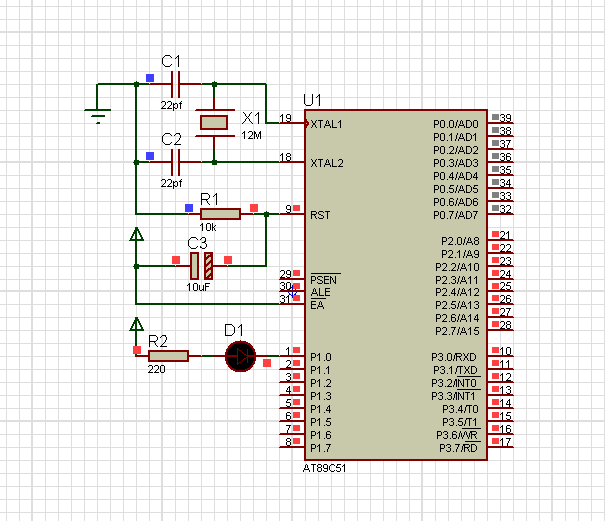 C1
22pf
X1
12M
C2
22pf
R1
10k
C3
10uF
R2
220
D1
U1
19 XTAL1
18 XTAL2
9 RST
29 PSEN
30 ALE
31 EA
1 P1.0
2 P1.1
3 P1.2
4 P1.3
5 P1.4
6 P1.5
7 P1.6
8 P1.7
P0.0/AD0 39
P0.1/AD1 38
P0.2/AD2 37
P0.3/AD3 36
P0.4/AD4 35
P0.5/AD5 34
P0.6/AD6 33
P0.7/AD7 32
P2.0/A8 21
P2.1/A9 22
P2.2/A10 23
P2.3/A11 24
P2.4/A12 25
P2.5/A13 26
P2.6/A14 27
P2.7/A15 28
P3.0/RXD 10
P3.1/TXD 11
P3.2/INT0 12
P3.3/INT1 13
P3.4/T0 14
P3.5/T1 15
P3.6/WR 16
P3.7/RD 17
AT89C51